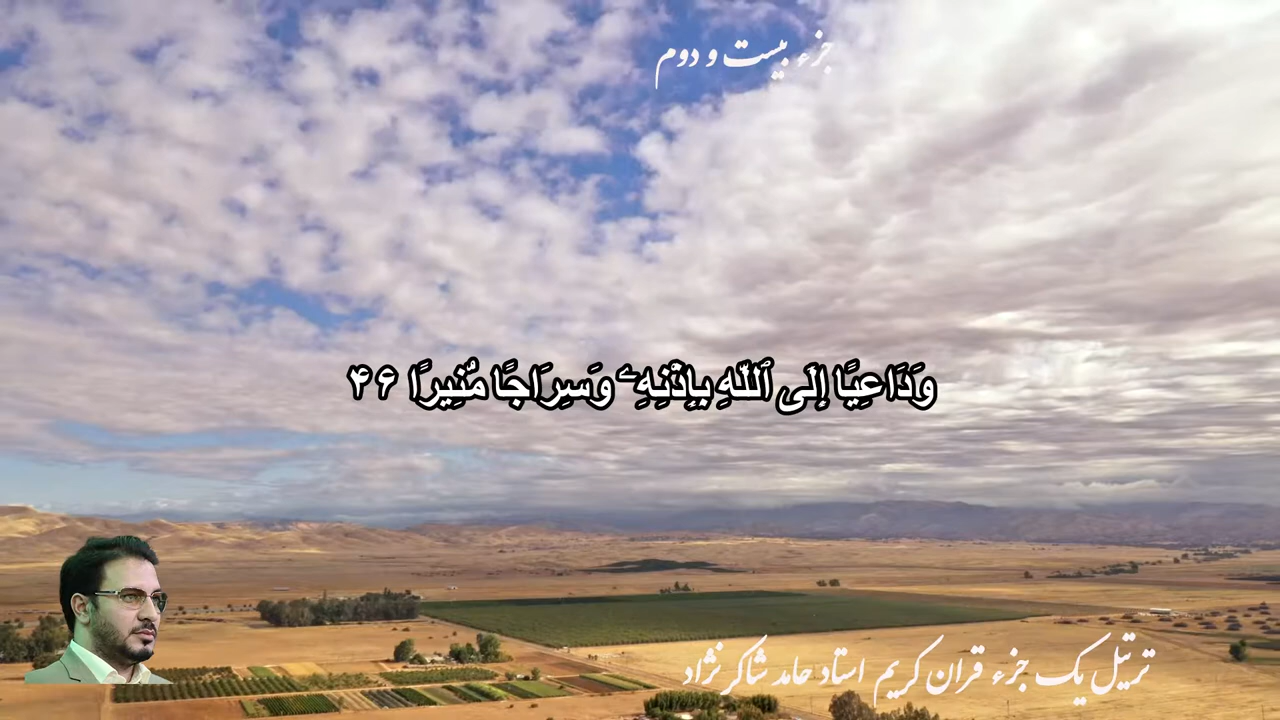 جزء بیست و دوم
وَدَاعِيًا إِلَى ٱللَّهِ بِإِذْنِهِۦ وَسِرَاجًا مُّنِيرًا ۴۶
ترتیل یک جزء قران کریم استاد حامد شاکرنژاد